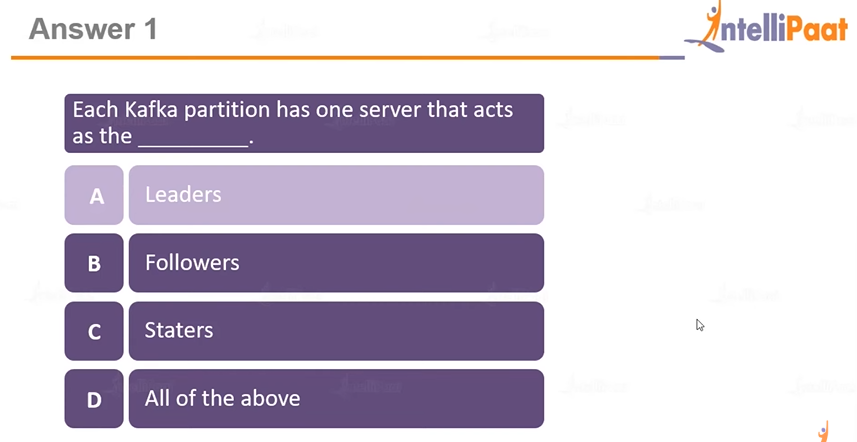 Answer 1
intelliPaat
Each Kafka partition has one server that acts
as the __________.
A Leaders
B Followers
C Staters
D All of the above